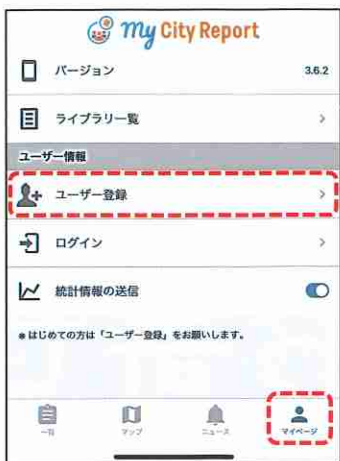 My City Report
バージョン 3.6.2
ライブラリ一覧 >
ユーザー情報
ユーザー登録 >
ログイン >
統計情報の送信
※はじめての方は「ユーザー登録」をお願いします。
一覧 マップ ニュース マイページ